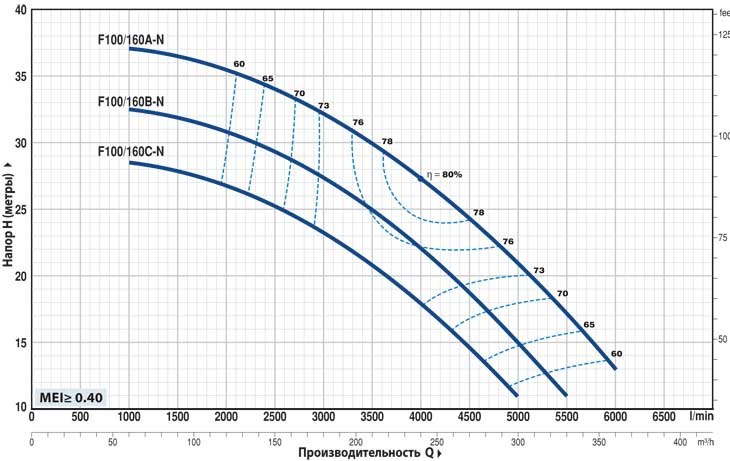 40
35
30
25
20
15
10
Напор H (метры) ▸
feet
125
100
75
50
F100/160A-N
F100/160B-N
F100/160C-N
60
65
70
73
76
78
η = 80%
78
76
73
70
65
60
MEI≥ 0.40
0 500 1000 1500 2000 2500 3000 3500 4000 4500 5000 5500 6000 6500 l/min
0 50 100 150 200 250 300 350 400 m³/h
Производительность Q ▸